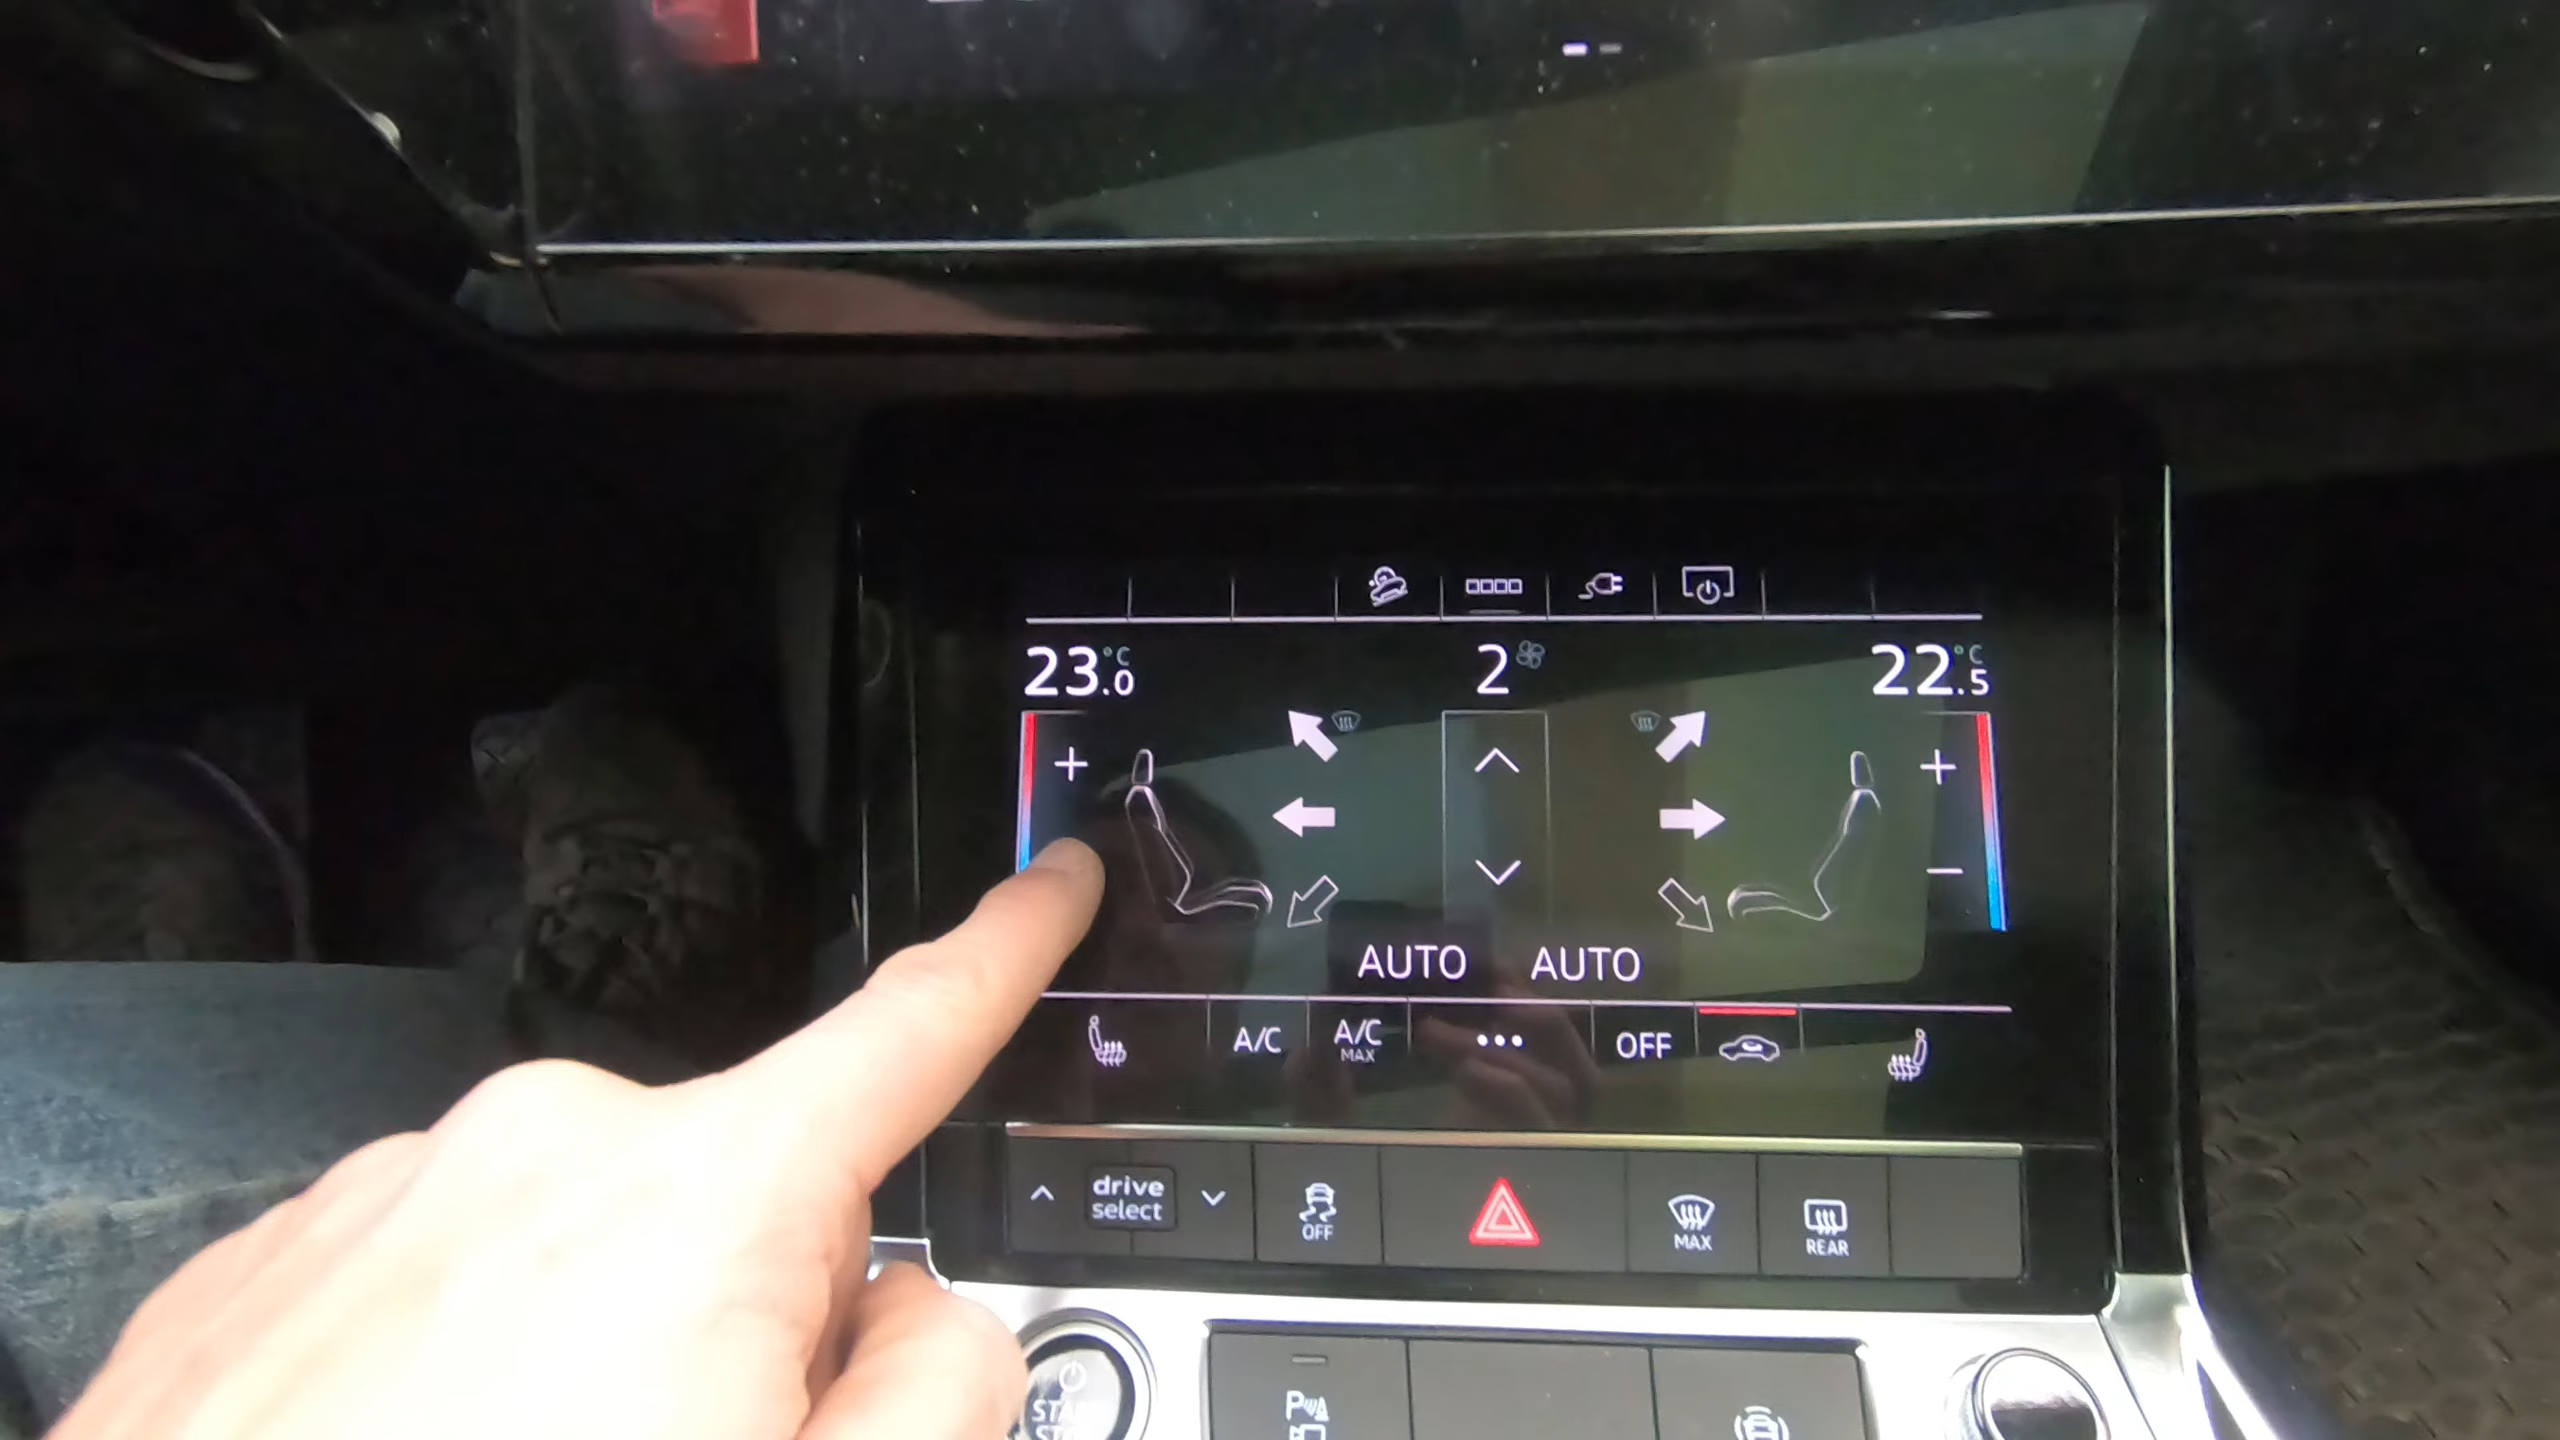 23.0 °C 2 22.5 °C
+ +
−
AUTO AUTO
A/C A/C MAX ••• OFF
drive select
OFF MAX REAR
P